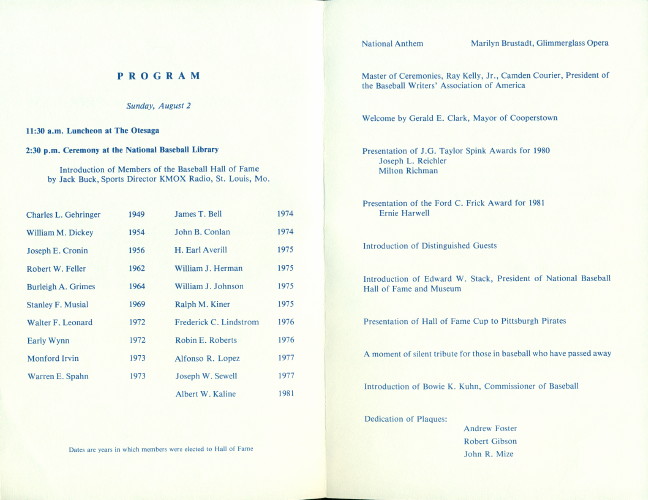 PROGRAM
Sunday, August 2
11:30 a.m. Luncheon at The Otesaga
2:30 p.m. Ceremony at the National Baseball Library
Introduction of Members of the Baseball Hall of Fame
by Jack Buck, Sports Director KMOX Radio, St. Louis, Mo.
Charles L. Gehringer 1949
William M. Dickey 1954
Joseph E. Cronin 1956
Robert W. Feller 1962
Burleigh A. Grimes 1964
Stanley F. Musial 1969
Walter F. Leonard 1972
Early Wynn 1972
Monford Irvin 1973
Warren E. Spahn 1973
James T. Bell 1974
John B. Conlan 1974
H. Earl Averill 1975
William J. Herman 1975
William J. Johnson 1975
Ralph M. Kiner 1975
Frederick C. Lindstrom 1976
Robin E. Roberts 1976
Alfonso R. Lopez 1977
Joseph W. Sewell 1977
Albert W. Kaline 1981
Dates are years in which members were elected to Hall of Fame
National Anthem Marilyn Brustadt, Glimmerglass Opera
Master of Ceremonies, Ray Kelly, Jr., Camden Courier, President of
the Baseball Writers' Association of America
Welcome by Gerald E. Clark, Mayor of Cooperstown
Presentation of J.G. Taylor Spink Awards for 1980
Joseph L. Reichler
Milton Richman
Presentation of the Ford C. Frick Award for 1981
Ernie Harwell
Introduction of Distinguished Guests
Introduction of Edward W. Stack, President of National Baseball
Hall of Fame and Museum
Presentation of Hall of Fame Cup to Pittsburgh Pirates
A moment of silent tribute for those in baseball who have passed away
Introduction of Bowie K. Kuhn, Commissioner of Baseball
Dedication of Plaques:
Andrew Foster
Robert Gibson
John R. Mize